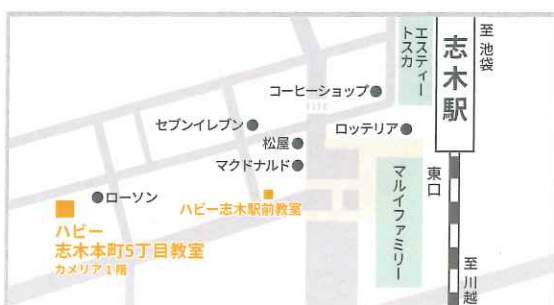 エスティー
トスカ
志木駅
至池袋
コーヒーショップ
セブンイレブン
ロッテリア
松屋
マクドナルド
マルイファミリー
東口
ローソン
ハビー志木駅前教室
ハビー
志木本町5丁目教室
カメリア1階
至川越